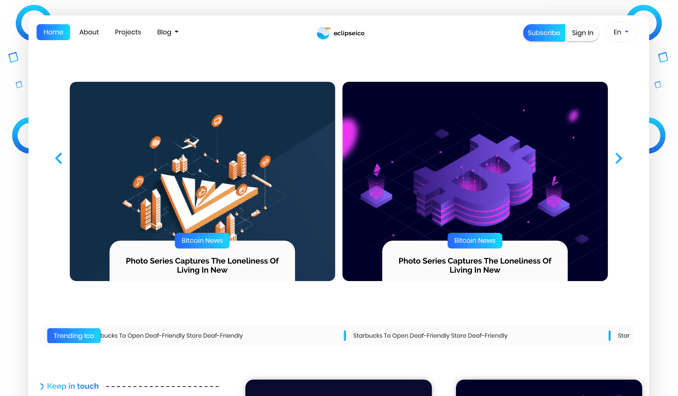 Home
About
Projects
Blog
eclipseico
Subscribe
Sign In
En
Bitcoin News
Photo Series Captures The Loneliness Of
Living In New
Bitcoin News
Photo Series Captures The Loneliness Of
Living In New
Trending Ico
bucks To Open Deaf-Friendly Store Deaf-Friendly
Starbucks To Open Deaf-Friendly Store Deaf-Friendly
Star
Keep in touch